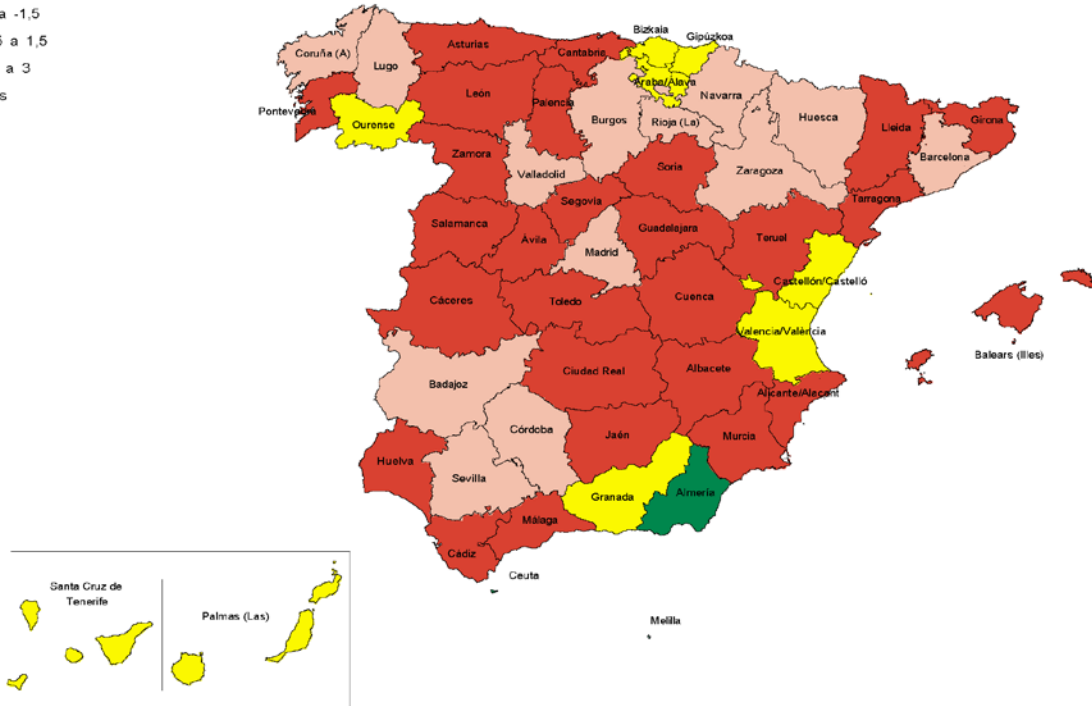 a -1,5
a 1,5
a 3
s
Bizkaia
Gipúzkoa
Asturias
Coruña (A)
Cantabria
Lugo
Araba/Álava
León
Navarra
Palencia
Pontevedra
Burgos
Rioja (La)
Huesca
Lleida
Girona
Ourense
Zamora
Barcelona
Valladolid
Soria
Zaragoza
Segovia
Tarragona
Salamanca
Guadalajara
Ávila
Teruel
Madrid
Castellón/Castelló
Cáceres
Toledo
Cuenca
Valencia/València
Balears (Illes)
Ciudad Real
Albacete
Badajoz
Alicante/Alacant
Córdoba
Jaén
Murcia
Huelva
Sevilla
Granada
Almería
Málaga
Cádiz
Ceuta
Santa Cruz de
Tenerife
Palmas (Las)
Melilla